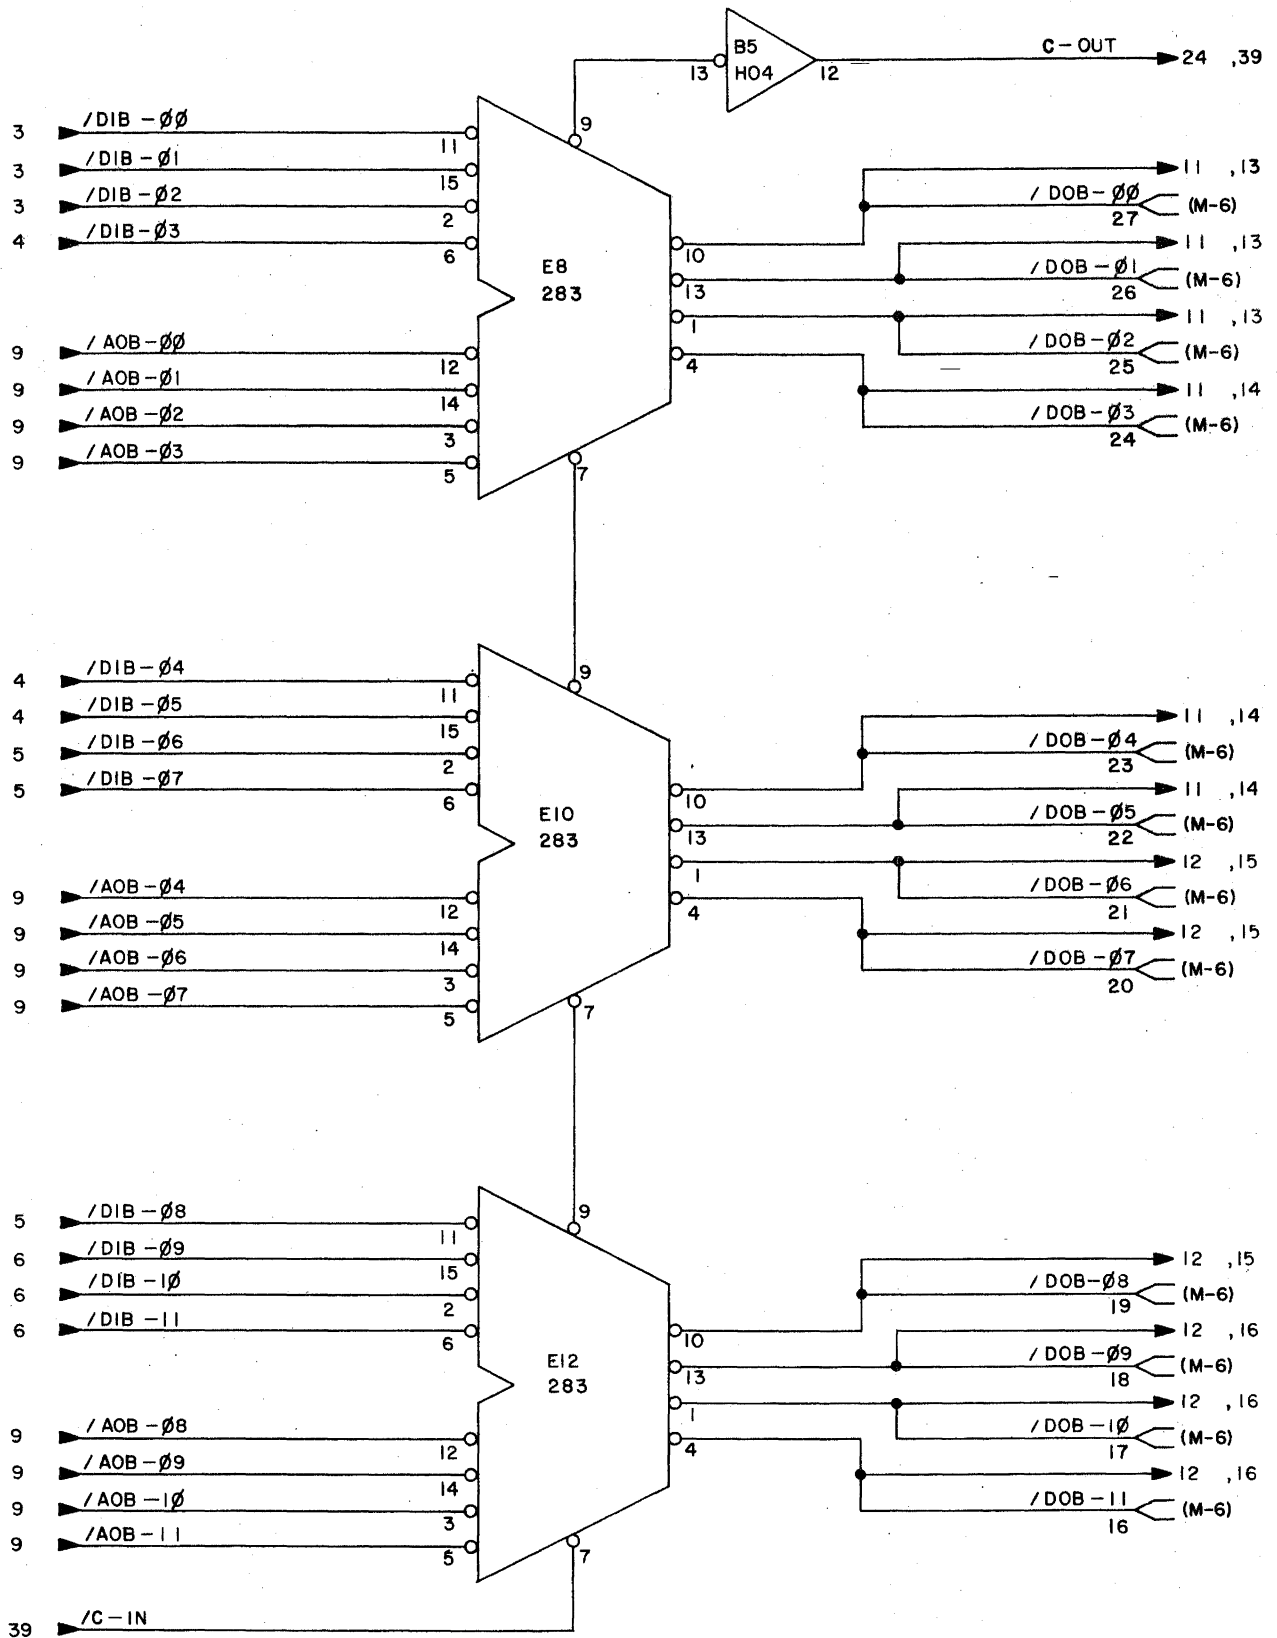 B5
H04
13
12
C-OUT
24 ,39
9
3 /DIB-ØØ 11
3 /DIB-Ø1 15
3 /DIB-Ø2 2
4 /DIB-Ø3 6
E8
283
9 /AOB-ØØ 12
9 /AOB-Ø1 14
9 /AOB-Ø2 3
9 /AOB-Ø3 5
7
11 ,13
10 /DOB-ØØ 27 (M-6)
11 ,13
13 /DOB-Ø1 26 (M-6)
11 ,13
1 /DOB-Ø2 25 (M-6)
11 ,14
4 /DOB-Ø3 24 (M-6)
9
4 /DIB-Ø4 11
4 /DIB-Ø5 15
5 /DIB-Ø6 2
5 /DIB-Ø7 6
E10
283
9 /AOB-Ø4 12
9 /AOB-Ø5 14
9 /AOB-Ø6 3
9 /AOB-Ø7 5
7
11 ,14
10 /DOB-Ø4 23 (M-6)
11 ,14
13 /DOB-Ø5 22 (M-6)
12 ,15
1 /DOB-Ø6 21 (M-6)
12 ,15
4 /DOB-Ø7 20 (M-6)
9
5 /DIB-Ø8 11
6 /DIB-Ø9 15
6 /DIB-1Ø 2
6 /DIB-11 6
E12
283
9 /AOB-Ø8 12
9 /AOB-Ø9 14
9 /AOB-1Ø 3
9 /AOB-11 5
7
12 ,15
10 /DOB-Ø8 19 (M-6)
12 ,16
13 /DOB-Ø9 18 (M-6)
12 ,16
1 /DOB-1Ø 17 (M-6)
12 ,16
4 /DOB-11 16 (M-6)
39 /C-IN